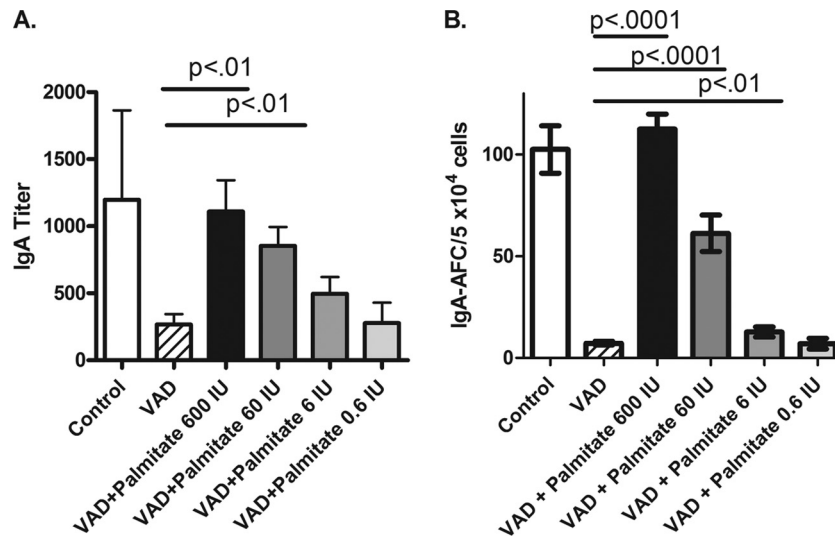 A.
p<.01
p<.01
2000
1500
1000
500
0
IgA Titer
Control
VAD
VAD+Palmitate 600 IU
VAD+Palmitate 60 IU
VAD+Palmitate 6 IU
VAD+Palmitate 0.6 IU
B.
p<.0001
p<.0001
p<.01
100
50
0
IgA-AFC/5 x10⁴ cells
Control
VAD
VAD + Palmitate 600 IU
VAD + Palmitate 60 IU
VAD + Palmitate 6 IU
VAD + Palmitate 0.6 IU